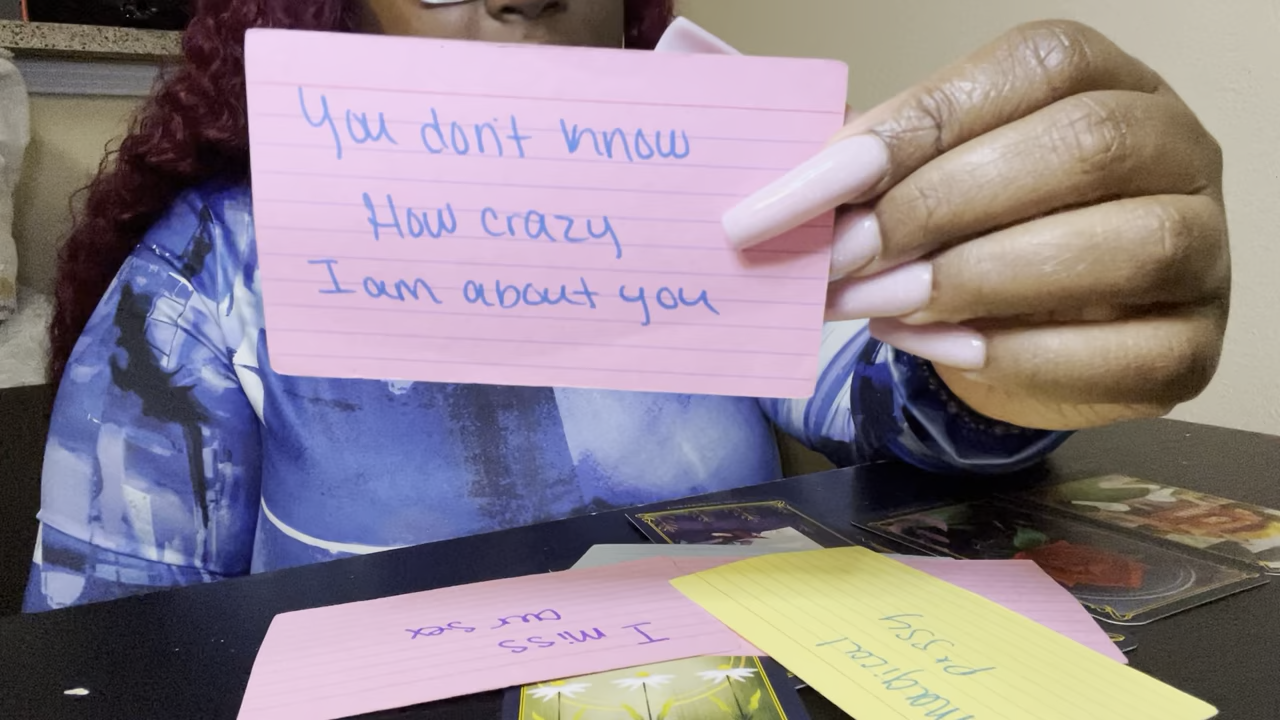 You don't know
How crazy
I am about you
I miss
our sex
magical
pussy